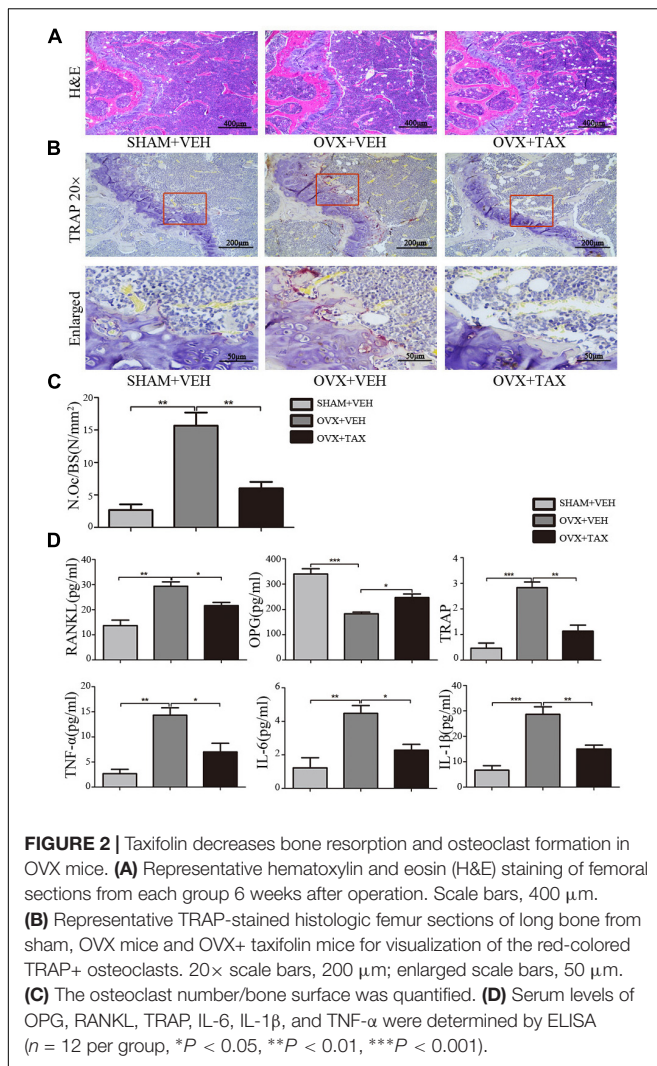 A
H&E
400μm
400μm
400μm
SHAM+VEH
OVX+VEH
OVX+TAX
B
TRAP 20×
200μm
200μm
200μm
Enlarged
50μm
50μm
50μm
SHAM+VEH
OVX+VEH
OVX+TAX
C
N.Oc/BS(N/mm²)
20
15
10
5
0
**
**
SHAM+VEH
OVX+VEH
OVX+TAX
D
SHAM+VEH
OVX+VEH
OVX+TAX
RANKL(pg/ml)
40
30
20
10
0
**
*
OPG(pg/ml)
400
300
200
100
0
***
*
TRAP
4
3
2
1
0
***
**
TNF-α(pg/ml)
20
15
10
5
0
**
*
IL-6(pg/ml)
6
4
2
0
**
*
IL-1β(pg/ml)
40
30
20
10
0
***
**
FIGURE 2 | Taxifolin decreases bone resorption and osteoclast formation in
OVX mice. (A) Representative hematoxylin and eosin (H&E) staining of femoral
sections from each group 6 weeks after operation. Scale bars, 400 μm.
(B) Representative TRAP-stained histologic femur sections of long bone from
sham, OVX mice and OVX+ taxifolin mice for visualization of the red-colored
TRAP+ osteoclasts. 20× scale bars, 200 μm; enlarged scale bars, 50 μm.
(C) The osteoclast number/bone surface was quantified. (D) Serum levels of
OPG, RANKL, TRAP, IL-6, IL-1β, and TNF-α were determined by ELISA
(n = 12 per group, *P < 0.05, **P < 0.01, ***P < 0.001).